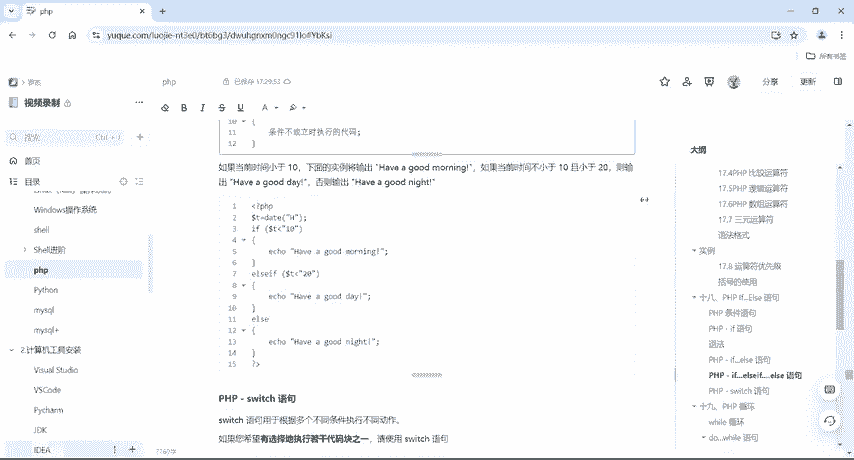 php
yuque.com/luojie-nt3e0/bt6bg3/
所有书签
php
已保存 17:29:53
分享
更新
视频录制
搜索
Ctrl + J
首页
目录
Windows操作系统
shell
Shell进阶
php
Python
mysql
mysql+
2.计算机工具安装
Visual Studio
VSCode
Pycharm
JDK
IDEA
10 {
11 条件不成立时执行的代码;
12 }
如果当前时间小于 10，下面的实例将输出 "Have a good morning!"，如果当前时间不小于 10 且小于 20，则输
出 "Have a good day!"，否则输出 "Have a good night!"
1 <?php
2 $t=date("H");
3 if ($t<"10")
4 {
5 echo "Have a good morning!";
6 }
7 elseif ($t<"20")
8 {
9 echo "Have a good day!";
10 }
11 else
12 {
13 echo "Have a good night!";
14 }
15 ?>
PHP - switch 语句
switch 语句用于根据多个不同条件执行不同动作。
如果您希望有选择地执行若干代码块之一，请使用 switch 语句
大纲
17.4PHP 比较运算符
17.5PHP 逻辑运算符
17.6PHP 数组运算符
17.7 三元运算符
语法格式
实例
17.8 运算符优先级
括号的使用
十八、PHP If...Else 语句
PHP 条件语句
PHP - if 语句
语法
PHP - if...else 语句
PHP - if...elseif....else 语句
PHP - switch 语句
十九、PHP 循环
while 循环
do...while 语句